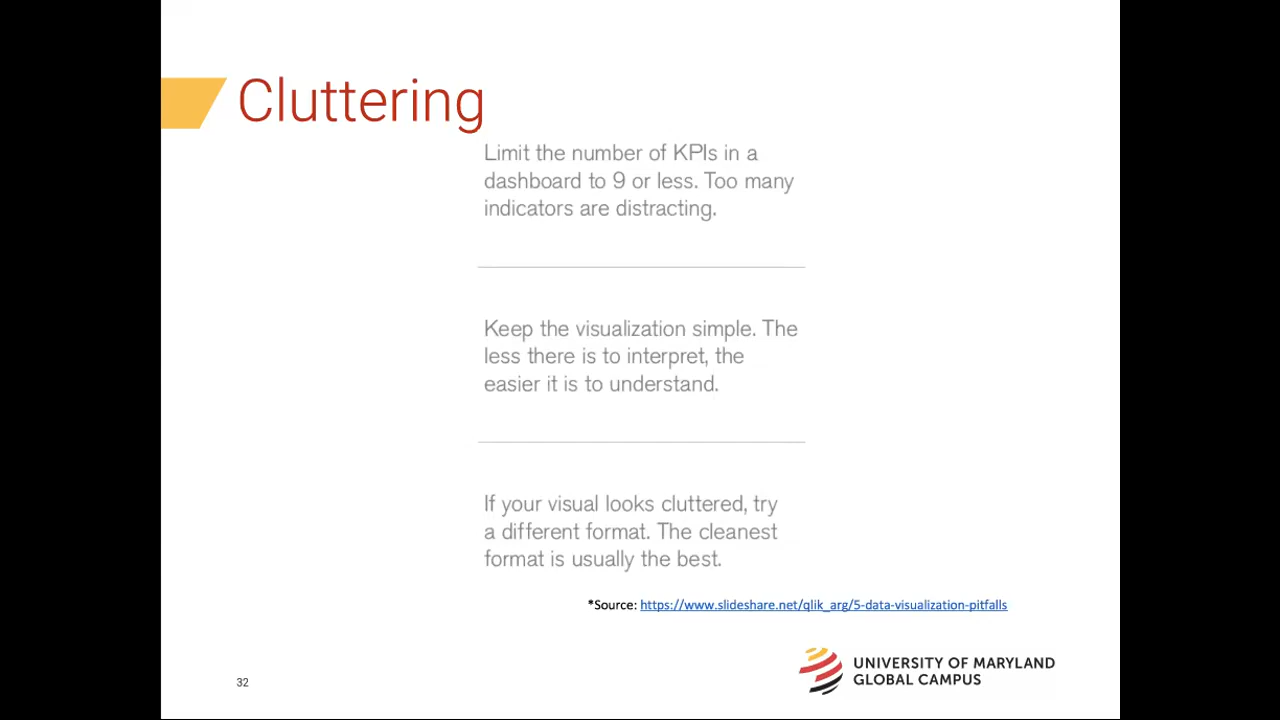 Cluttering
Limit the number of KPIs in a
dashboard to 9 or less. Too many
indicators are distracting.
Keep the visualization simple. The
less there is to interpret, the
easier it is to understand.
If your visual looks cluttered, try
a different format. The cleanest
format is usually the best.
*Source: https://www.slideshare.net/qlik_arg/5-data-visualization-pitfalls
32
UNIVERSITY OF MARYLAND
GLOBAL CAMPUS